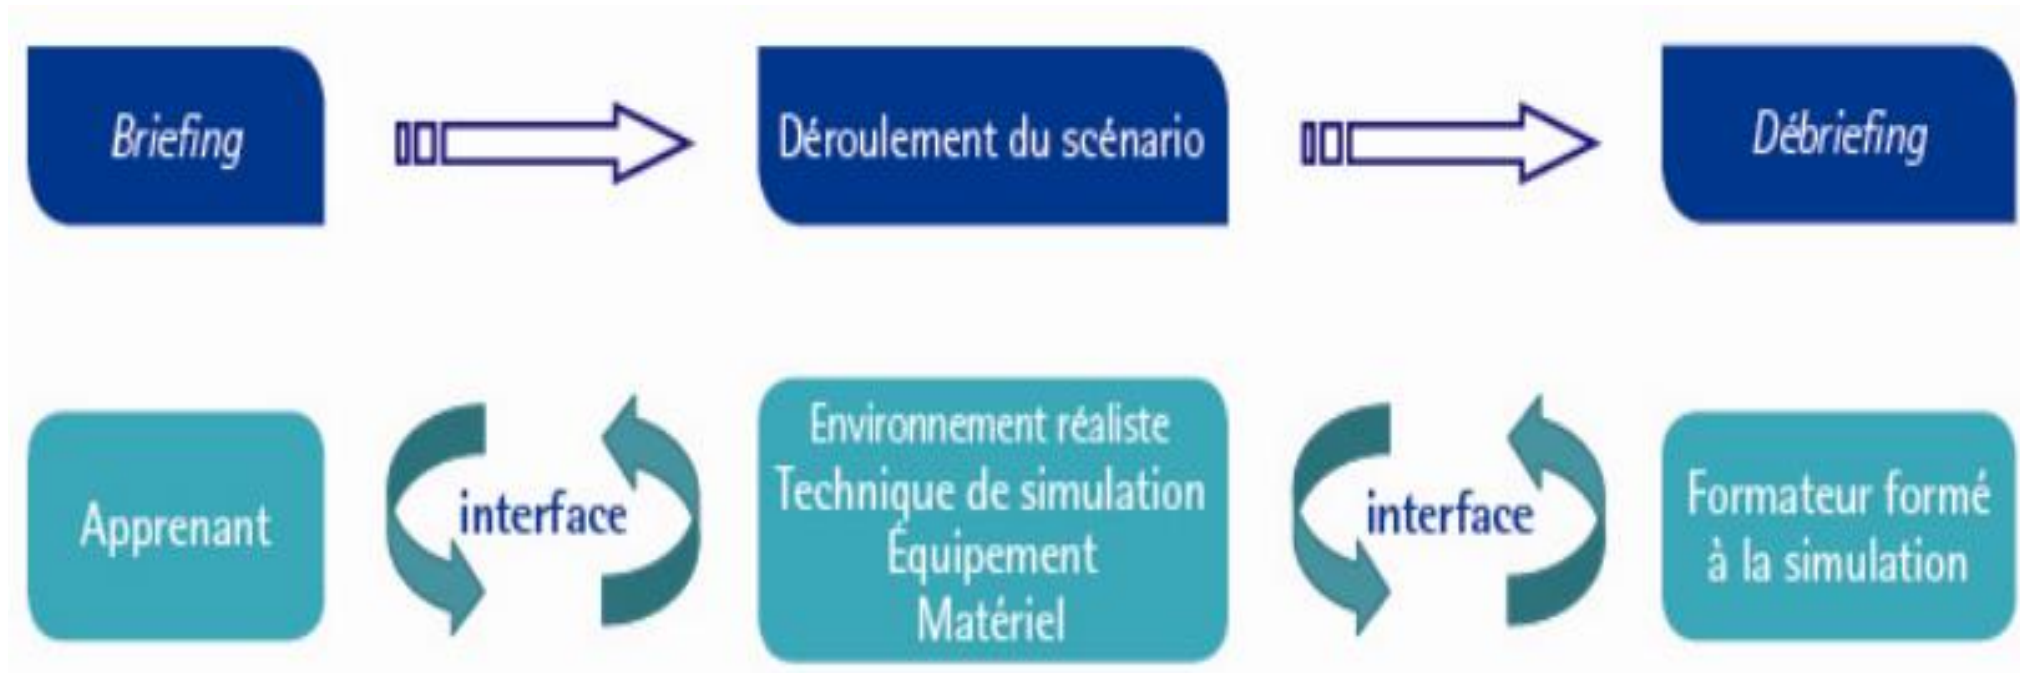 Briefing
Déroulement du scénario
Débriefing
Apprenant
interface
Environnement réaliste
Technique de simulation
Équipement
Matériel
interface
Formateur formé
à la simulation